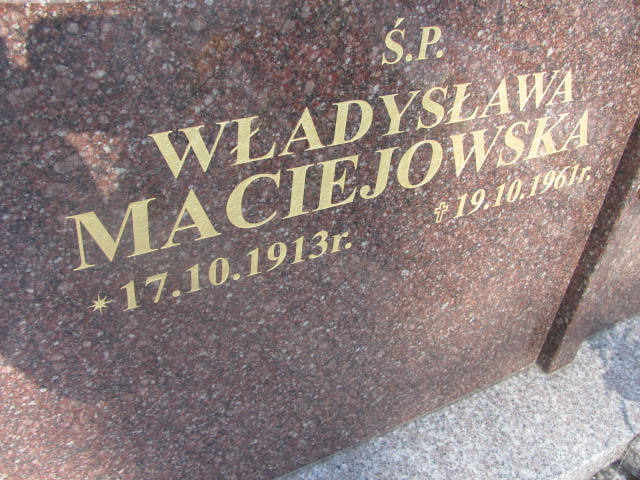 Ś.P.
WŁADYSŁAWA
MACIEJOWSKA
* 17.10.1913r. ✞ 19.10.1961r.